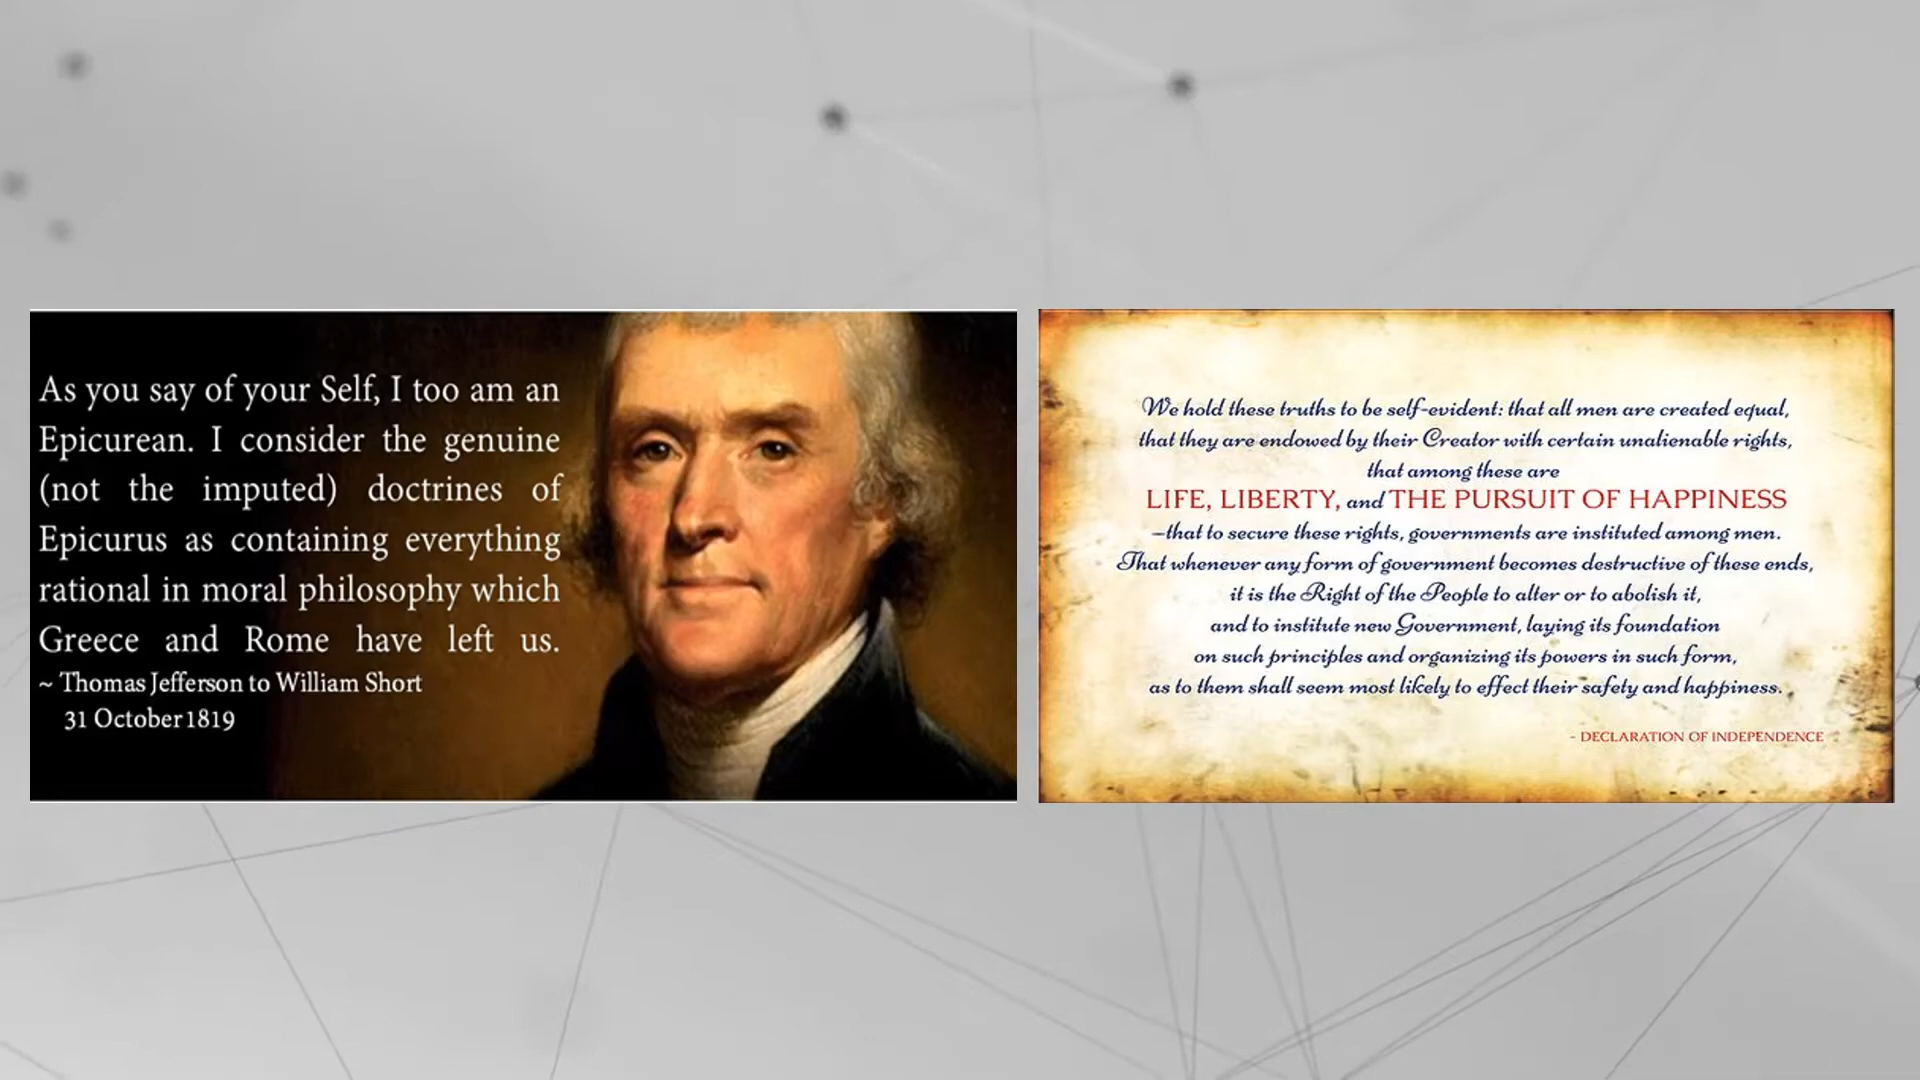 As you say of your Self, I too am an
Epicurean. I consider the genuine
(not the imputed) doctrines of
Epicurus as containing everything
rational in moral philosophy which
Greece and Rome have left us.
~ Thomas Jefferson to William Short
31 October 1819
We hold these truths to be self-evident: that all men are created equal,
that they are endowed by their Creator with certain unalienable rights,
that among these are
LIFE, LIBERTY, and THE PURSUIT OF HAPPINESS
—that to secure these rights, governments are instituted among men.
That whenever any form of government becomes destructive of these ends,
it is the Right of the People to alter or to abolish it,
and to institute new Government, laying its foundation
on such principles and organizing its powers in such form,
as to them shall seem most likely to effect their safety and happiness.
- DECLARATION OF INDEPENDENCE